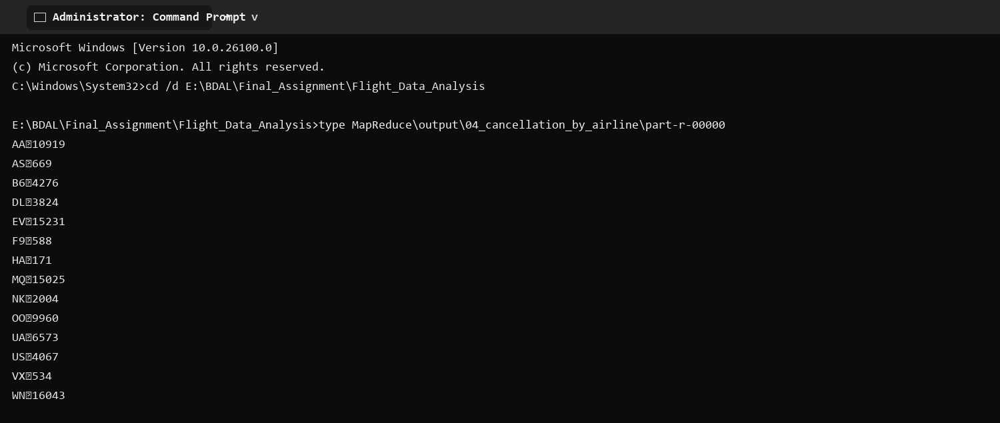 Administrator: Command Prompt v
Microsoft Windows [Version 10.0.26100.0]
(c) Microsoft Corporation. All rights reserved.
C:\Windows\System32>cd /d E:\BDAL\Final_Assignment\Flight_Data_Analysis
E:\BDAL\Final_Assignment\Flight_Data_Analysis>type MapReduce\output\04_cancellation_by_airline\part-r-00000
AA�10919
AS�669
B6�4276
DL�3824
EV�15231
F9�588
HA�171
MQ�15025
NK�2004
OO�9960
UA�6573
US�4067
VX�534
WN�16043